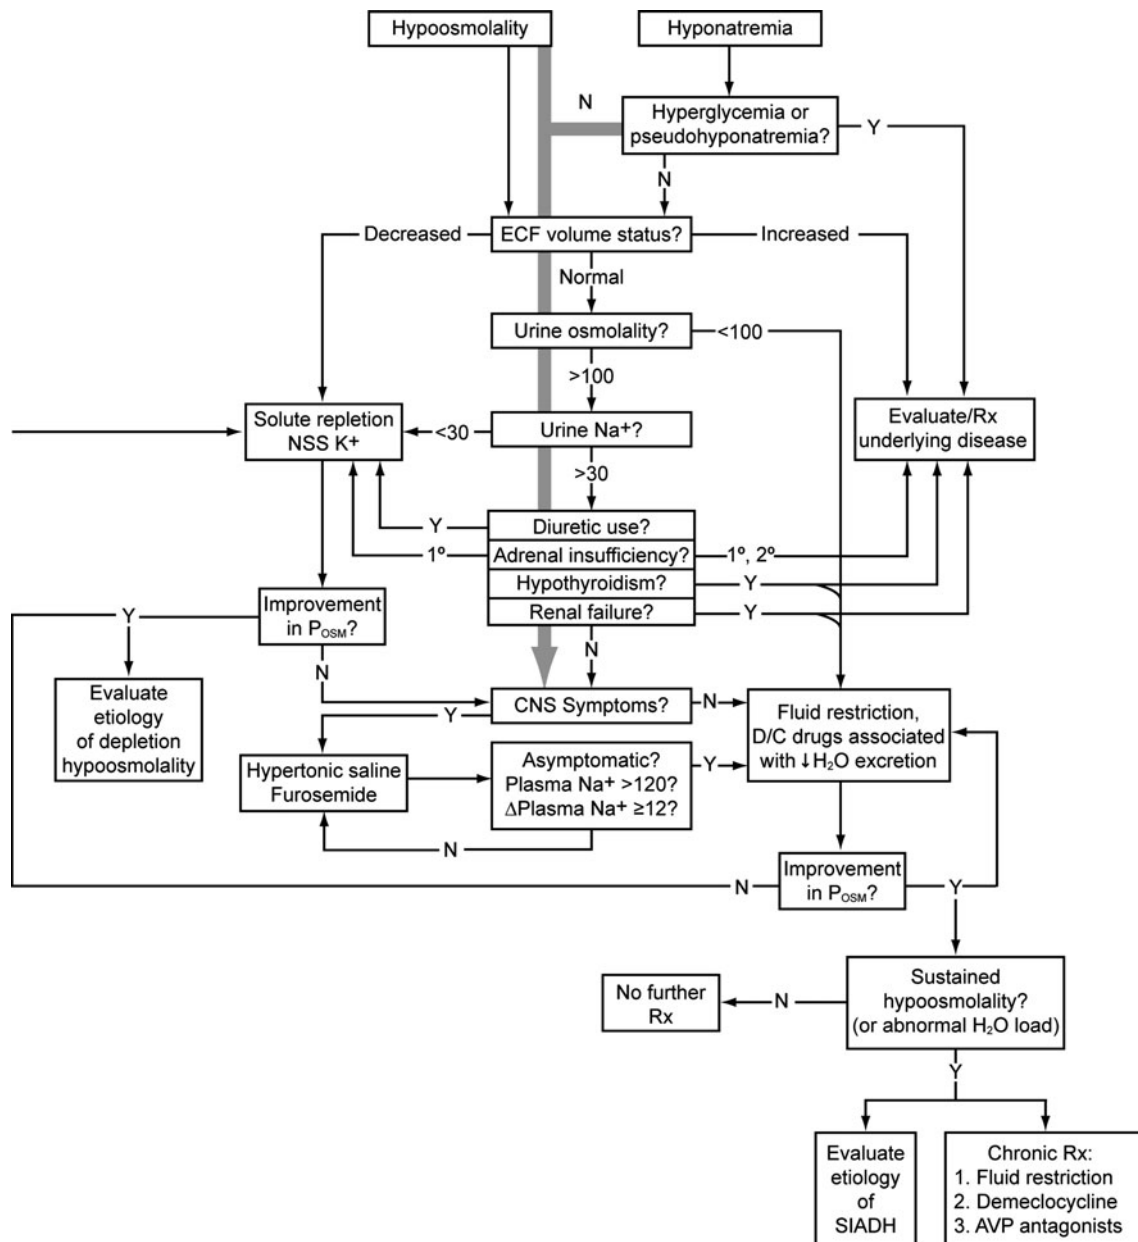 Hypoosmolality
Hyponatremia
N
Hyperglycemia or
pseudohyponatremia?
Y
N
Decreased
ECF volume status?
Increased
Normal
Urine osmolality?
<100
>100
Solute repletion
NSS K+
<30
Urine Na+?
Evaluate/Rx
underlying disease
>30
Y
Diuretic use?
1º
Adrenal insufficiency?
1º, 2º
Hypothyroidism?
Y
Renal failure?
Y
Y
Improvement
in POSM?
N
N
Evaluate
etiology
of depletion
hypoosmolality
Y
CNS Symptoms?
N
Fluid restriction,
D/C drugs associated
with ↓H2O excretion
Hypertonic saline
Furosemide
Asymptomatic?
Plasma Na+ >120?
ΔPlasma Na+ ≥12?
Y
N
Improvement
in POSM?
N
Y
No further
Rx
N
Sustained
hypoosmolality?
(or abnormal H2O load)
Y
Evaluate
etiology
of
SIADH
Chronic Rx:
1. Fluid restriction
2. Demeclocycline
3. AVP antagonists